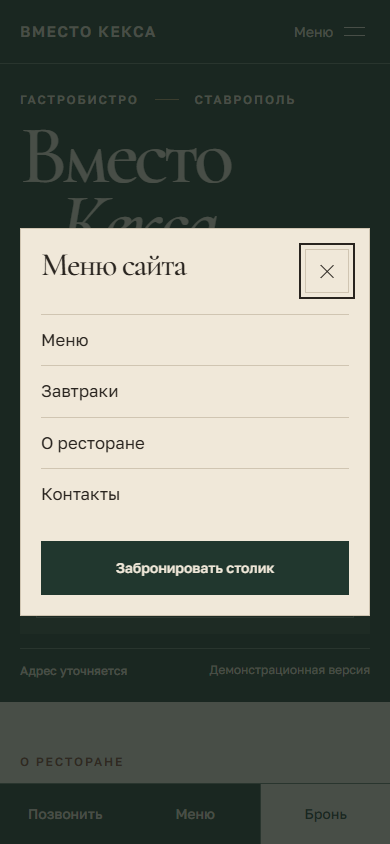 ВМЕСТО КЕКСА
Меню
ГАСТРОБИСТРО — СТАВРОПОЛЬ
Вместо
Кекса
Меню сайта
Меню
Завтраки
О ресторане
Контакты
Забронировать столик
Адрес уточняется
Демонстрационная версия
О РЕСТОРАНЕ
Позвонить
Меню
Бронь